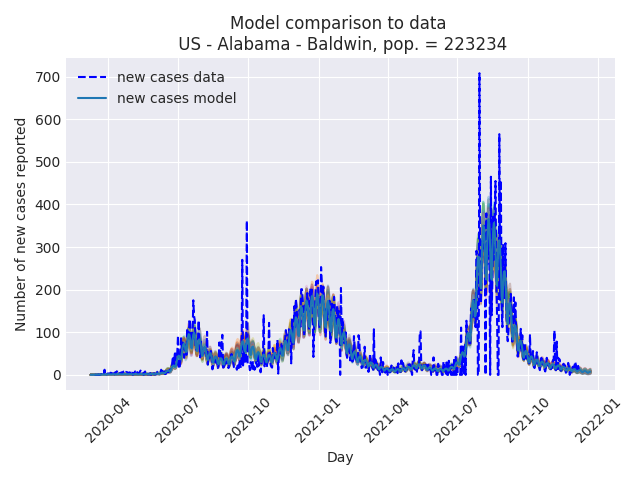 Model comparison to data
US - Alabama - Baldwin, pop. = 223234
new cases data
new cases model
Number of new cases reported
700
600
500
400
300
200
100
0
2020-04
2020-07
2020-10
2021-01
2021-04
2021-07
2021-10
2022-01
Day